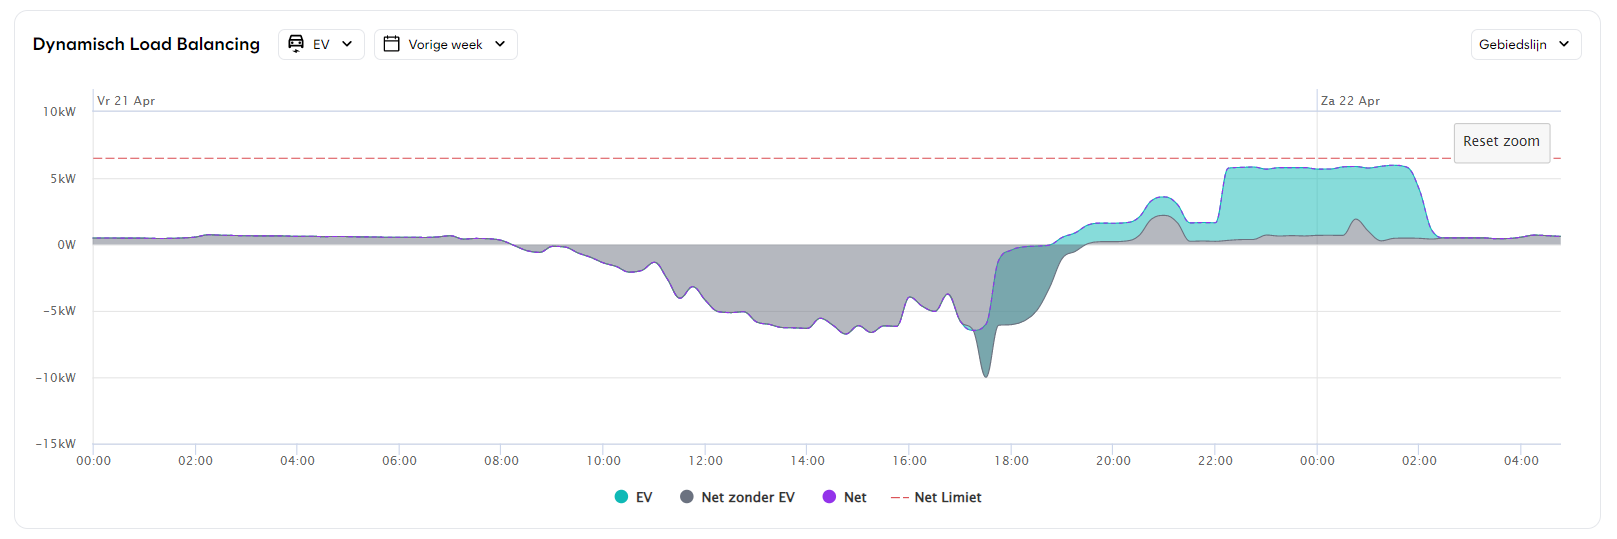 Dynamisch Load Balancing EV Vorige week Gebiedslijn
Vr 21 Apr Za 22 Apr
10kW
Reset zoom
5kW
0W
−5kW
−10kW
−15kW
00:00 02:00 04:00 06:00 08:00 10:00 12:00 14:00 16:00 18:00 20:00 22:00 00:00 02:00 04:00
EV Net zonder EV Net Net Limiet